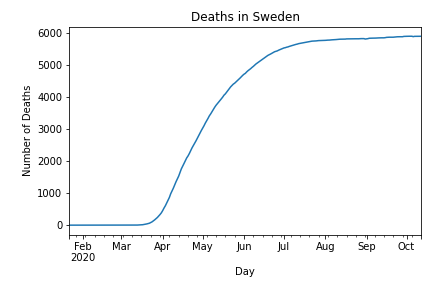 Deaths in Sweden
Number of Deaths
6000
5000
4000
3000
2000
1000
0
Feb Mar Apr May Jun Jul Aug Sep Oct
2020
Day